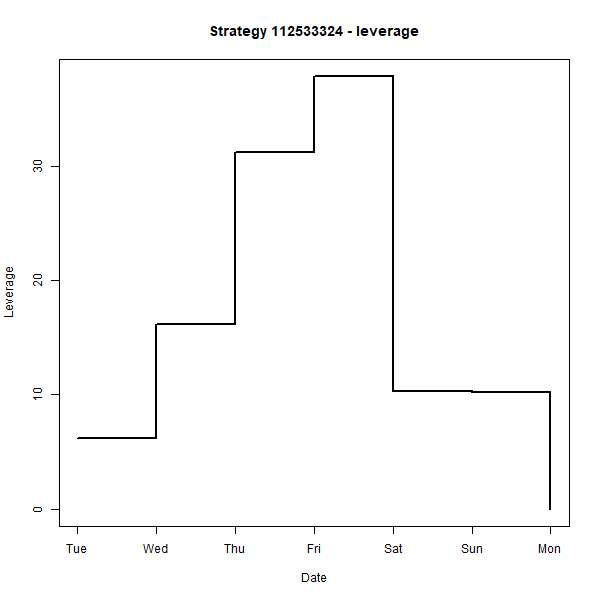 Strategy 112533324 - leverage
Leverage
30
20
10
0
Tue Wed Thu Fri Sat Sun Mon
Date